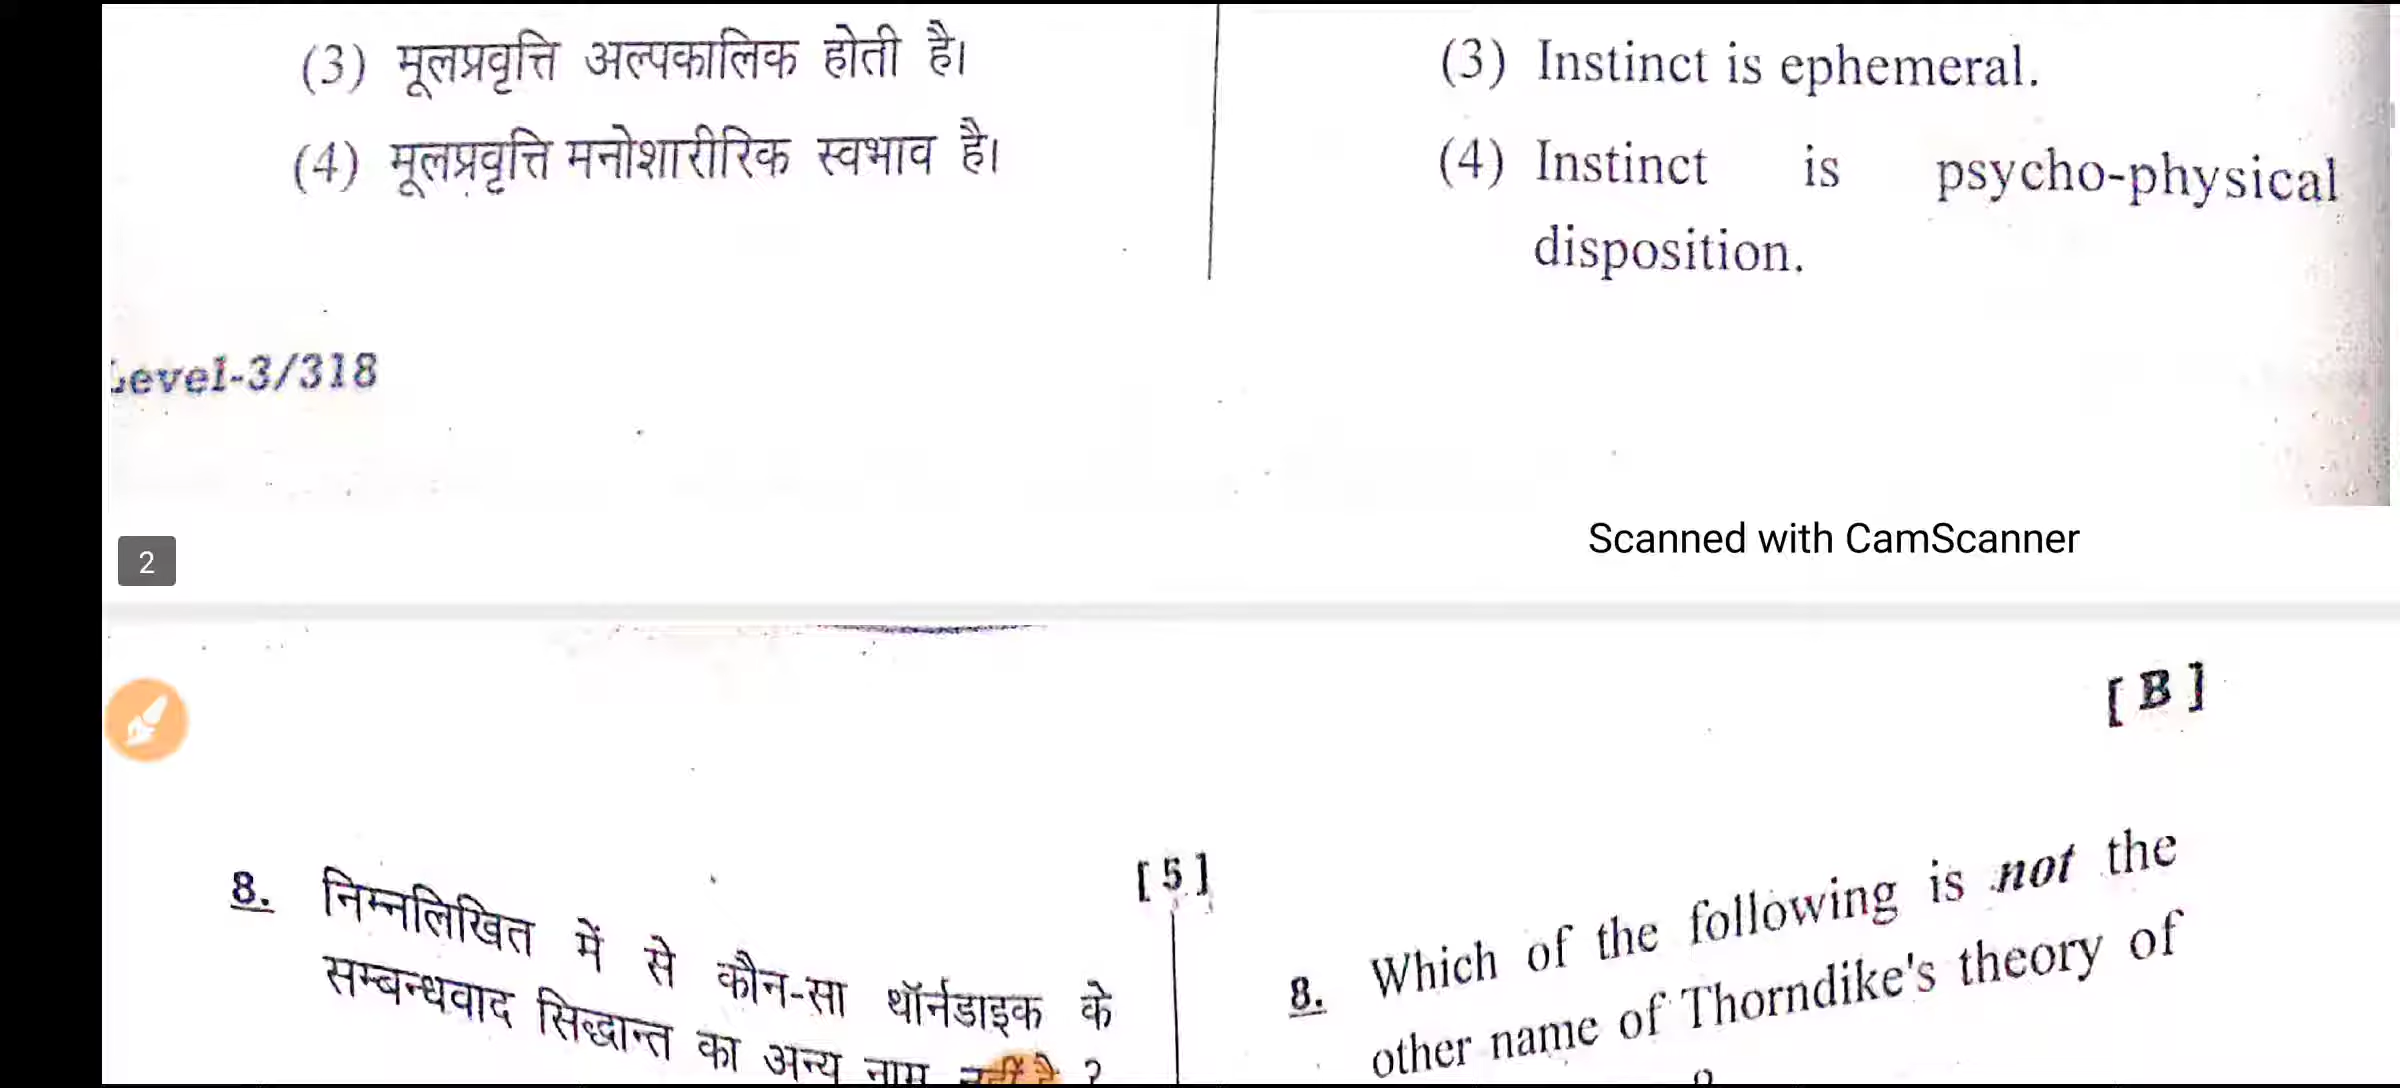 (3) मूलप्रवृत्ति अल्पकालिक होती है।
(4) मूलप्रवृत्ति मनोशारीरिक स्वभाव है।
(3) Instinct is ephemeral.
(4) Instinct is psycho-physical
disposition.
Level-3/318
Scanned with CamScanner
2
[ B ]
[ 5 ]
8. निम्नलिखित में से कौन-सा थॉर्नडाइक के
सम्बन्धवाद सिद्धान्त का अन्य नाम नहीं है ?
8. Which of the following is not the
other name of Thorndike's theory of